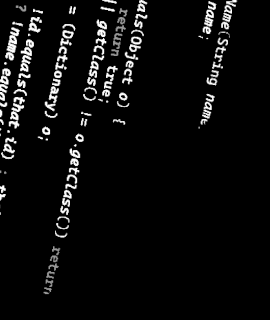 Name(String name.
name;
als(Object o) {
return true;
|| getClass() != o.getClass()) return
= (Dictionary) o;
!id.equals(that.id) :
? !name.equals(